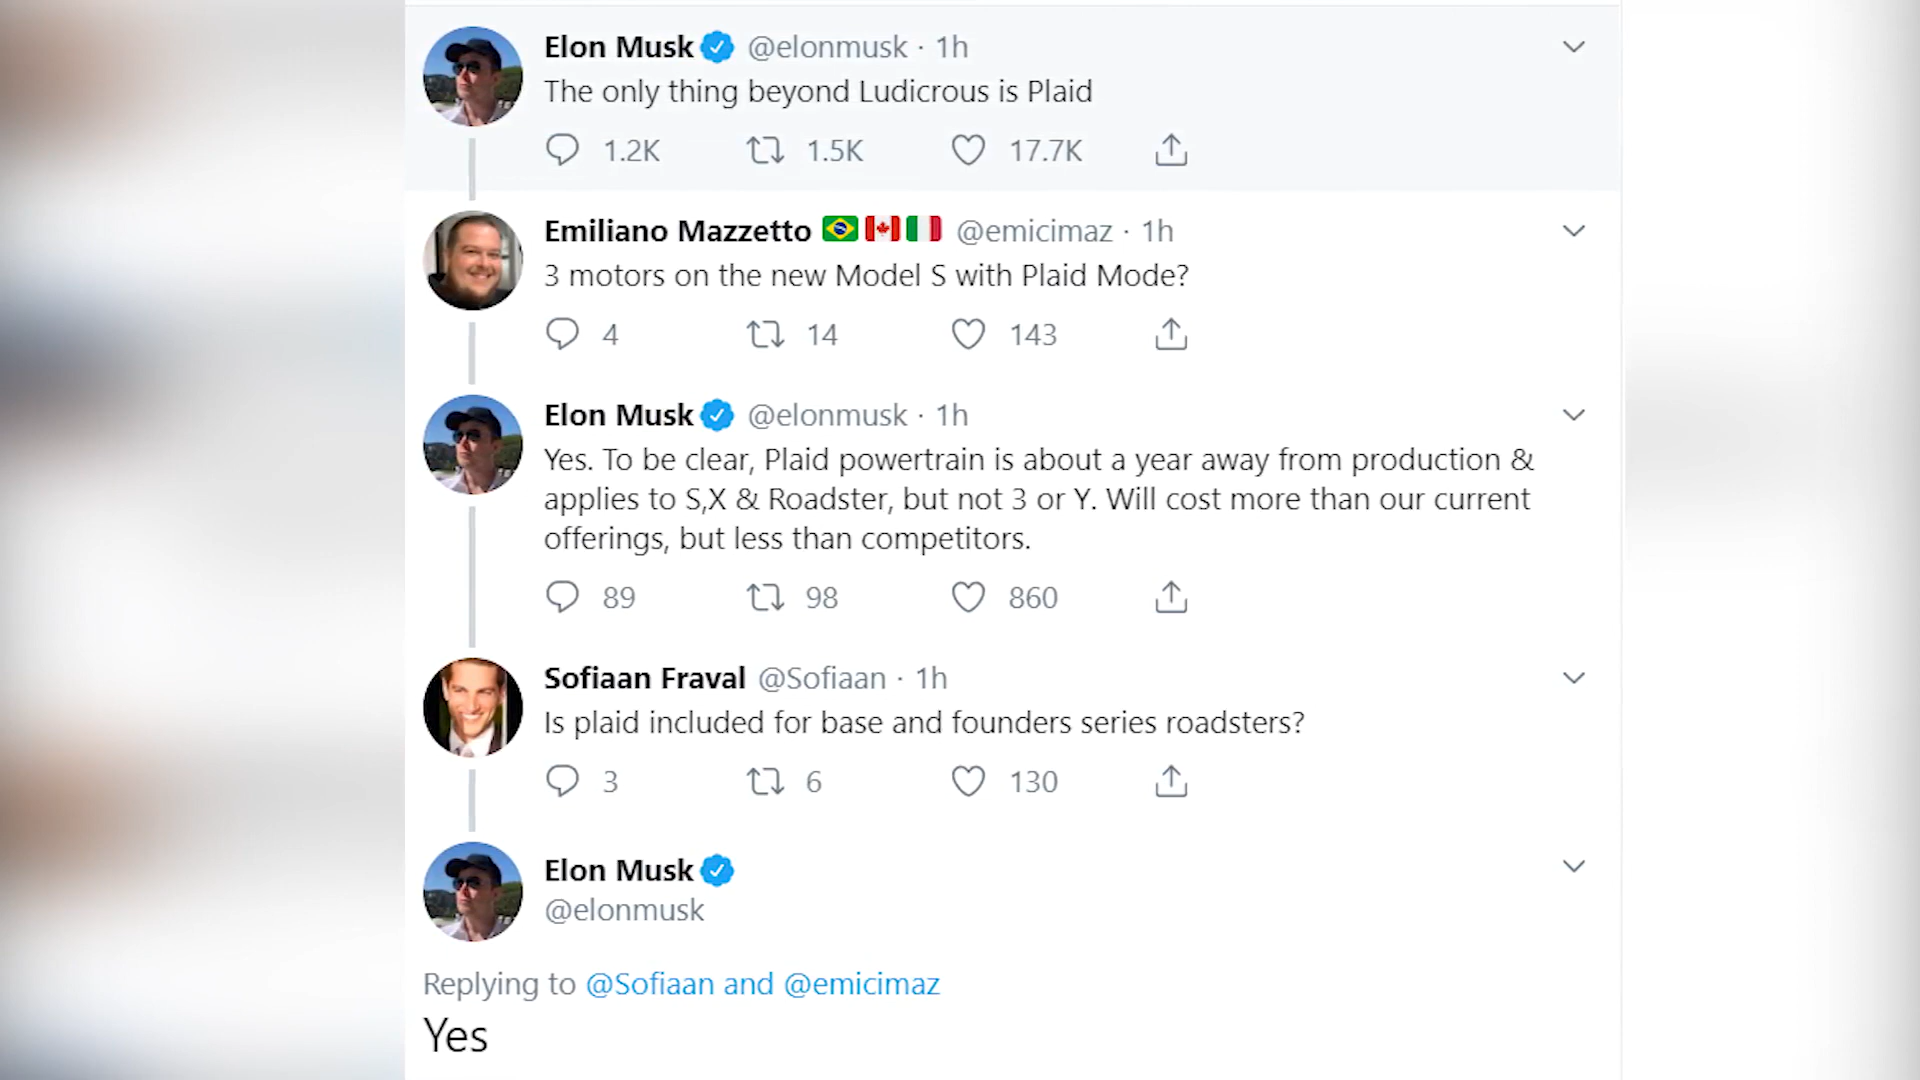 Elon Musk @elonmusk · 1h
The only thing beyond Ludicrous is Plaid
1.2K 1.5K 17.7K
Emiliano Mazzetto @emicimaz · 1h
3 motors on the new Model S with Plaid Mode?
4 14 143
Elon Musk @elonmusk · 1h
Yes. To be clear, Plaid powertrain is about a year away from production &
applies to S,X & Roadster, but not 3 or Y. Will cost more than our current
offerings, but less than competitors.
89 98 860
Sofiaan Fraval @Sofiaan · 1h
Is plaid included for base and founders series roadsters?
3 6 130
Elon Musk
@elonmusk
Replying to @Sofiaan and @emicimaz
Yes